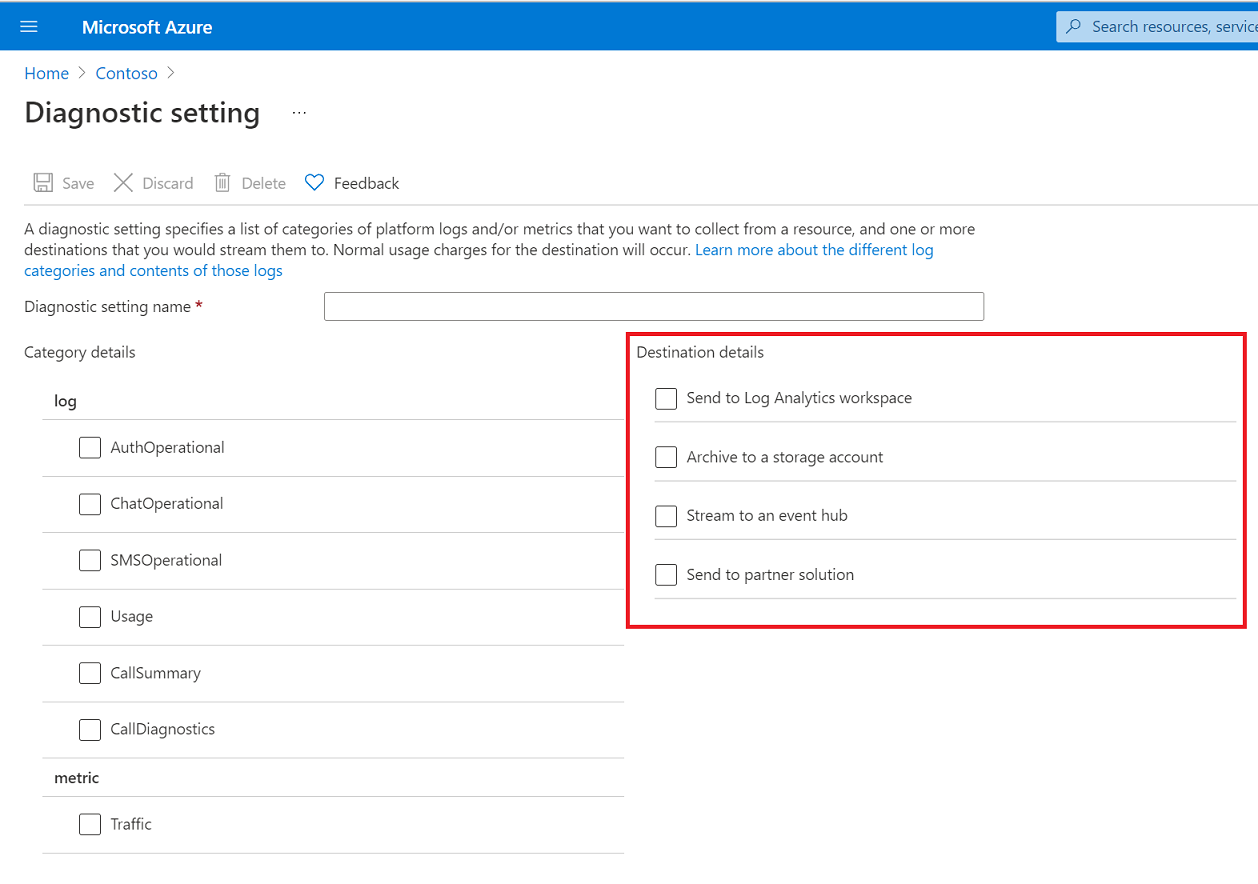 Microsoft Azure
Search resources, service
Home > Contoso >
Diagnostic setting ...
Save Discard Delete Feedback
A diagnostic setting specifies a list of categories of platform logs and/or metrics that you want to collect from a resource, and one or more
destinations that you would stream them to. Normal usage charges for the destination will occur. Learn more about the different log
categories and contents of those logs
Diagnostic setting name *
Category details
log
AuthOperational
ChatOperational
SMSOperational
Usage
CallSummary
CallDiagnostics
metric
Traffic
Destination details
Send to Log Analytics workspace
Archive to a storage account
Stream to an event hub
Send to partner solution